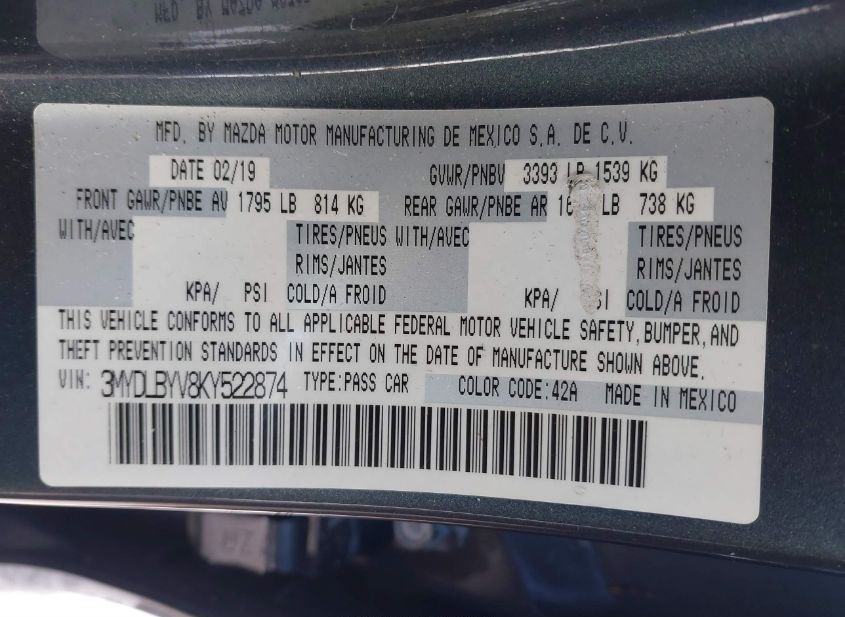 MFD. BY MAZDA MOTOR MANUFACTURING DE MEXICO S.A. DE C.V.
DATE 02/19 GVWR/PNBV 3393 LB 1539 KG
FRONT GAWR/PNBE AV 1795 LB 814 KG REAR GAWR/PNBE AR LB 738 KG
WITH/AVEC TIRES/PNEUS WITH/AVEC TIRES/PNEUS
RIMS/JANTES RIMS/JANTES
KPA/ PSI COLD/A FROID KPA/ PSI COLD/A FROID
THIS VEHICLE CONFORMS TO ALL APPLICABLE FEDERAL MOTOR VEHICLE SAFETY, BUMPER, AND
THEFT PREVENTION STANDARDS IN EFFECT ON THE DATE OF MANUFACTURE SHOWN ABOVE.
VIN: 3MYDLBYV8KY522874 TYPE:PASS CAR COLOR CODE:42A MADE IN MEXICO